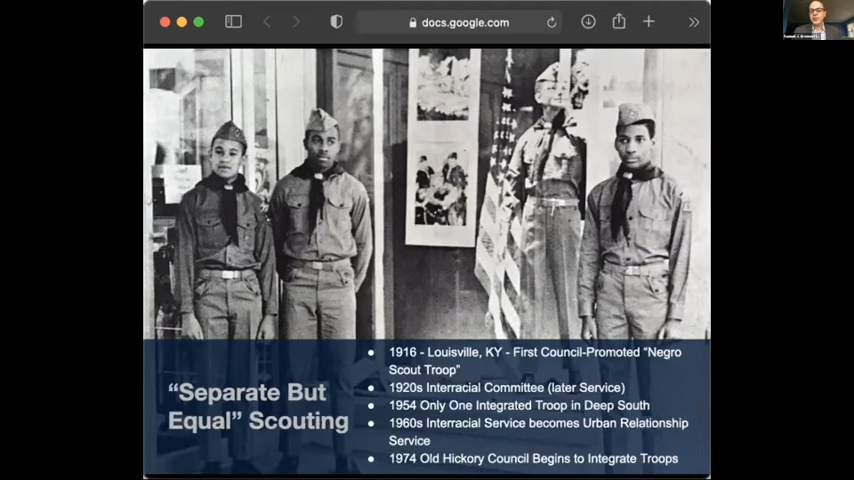 docs.google.com
"Separate But
Equal" Scouting
1916 - Louisville, KY - First Council-Promoted "Negro
Scout Troop"
1920s Interracial Committee (later Service)
1954 Only One Integrated Troop in Deep South
1960s Interracial Service becomes Urban Relationship
Service
1974 Old Hickory Council Begins to Integrate Troops